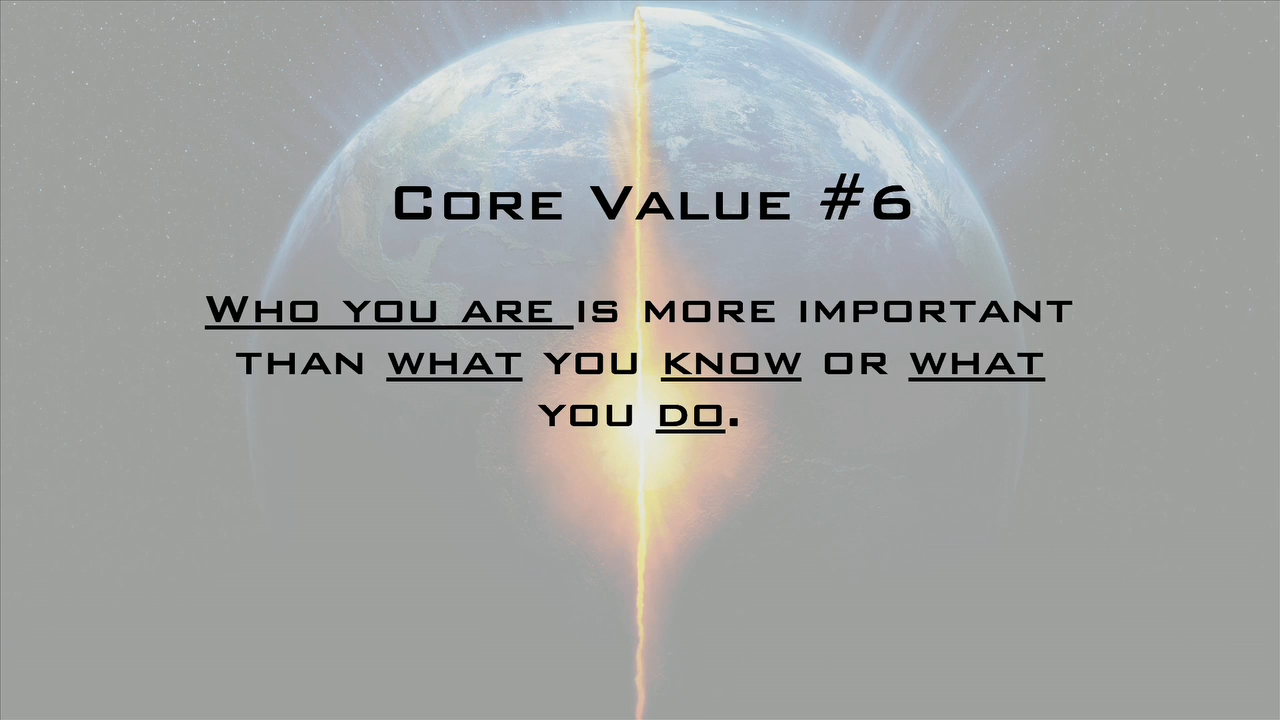 Core Value #6
Who you are is more important
than what you know or what
you do.